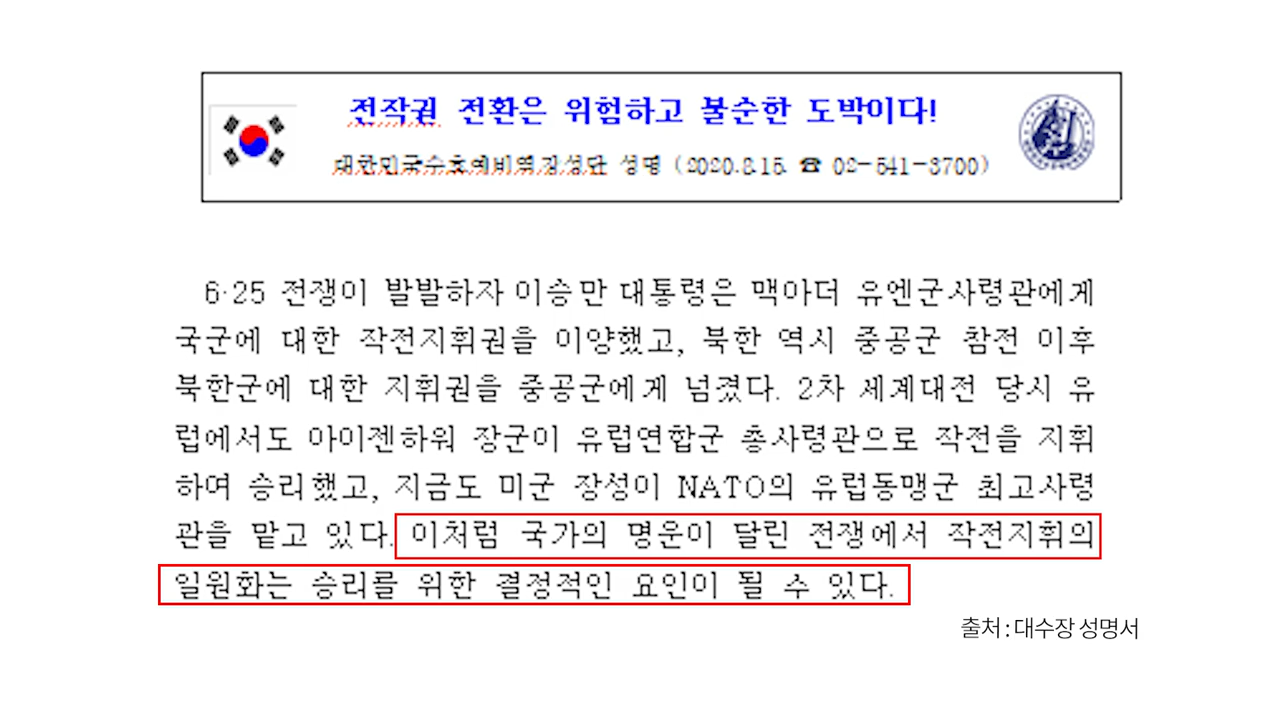 전작권 전환은 위험하고 불순한 도박이다!
대한민국수호예비역장성단 성명 (2020.8.15. ☎ 02-541-3700)
6·25 전쟁이 발발하자 이승만 대통령은 맥아더 유엔군사령관에게
국군에 대한 작전지휘권을 이양했고, 북한 역시 중공군 참전 이후
북한군에 대한 지휘권을 중공군에게 넘겼다. 2차 세계대전 당시 유
럽에서도 아이젠하워 장군이 유럽연합군 총사령관으로 작전을 지휘
하여 승리했고, 지금도 미군 장성이 NATO의 유럽동맹군 최고사령
관을 맡고 있다. 이처럼 국가의 명운이 달린 전쟁에서 작전지휘의
일원화는 승리를 위한 결정적인 요인이 될 수 있다.
출처 : 대수장 성명서